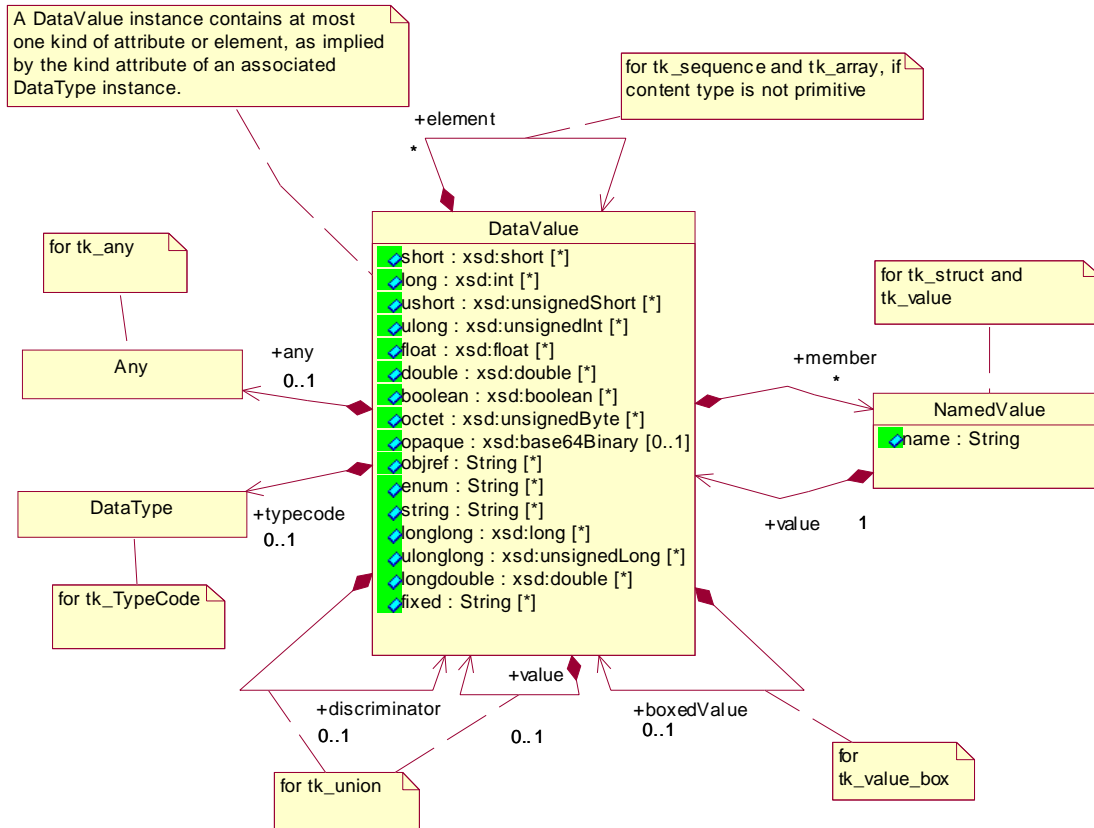 A DataValue instance contains at most
one kind of attribute or element, as implied
by the kind attribute of an associated
DataType instance.
for tk_sequence and tk_array, if
content type is not primitive
+element
*
DataValue
short : xsd:short [*]
long : xsd:int [*]
ushort : xsd:unsignedShort [*]
ulong : xsd:unsignedInt [*]
float : xsd:float [*]
double : xsd:double [*]
boolean : xsd:boolean [*]
octet : xsd:unsignedByte [*]
opaque : xsd:base64Binary [0..1]
objref : String [*]
enum : String [*]
string : String [*]
longlong : xsd:long [*]
ulonglong : xsd:unsignedLong [*]
longdouble : xsd:double [*]
fixed : String [*]
for tk_any
Any
+any
0..1
DataType
+typecode
0..1
for tk_TypeCode
for tk_struct and
tk_value
+member
*
NamedValue
name : String
+value
1
+discriminator
0..1
+value
0..1
+boxedValue
0..1
for tk_union
for
tk_value_box